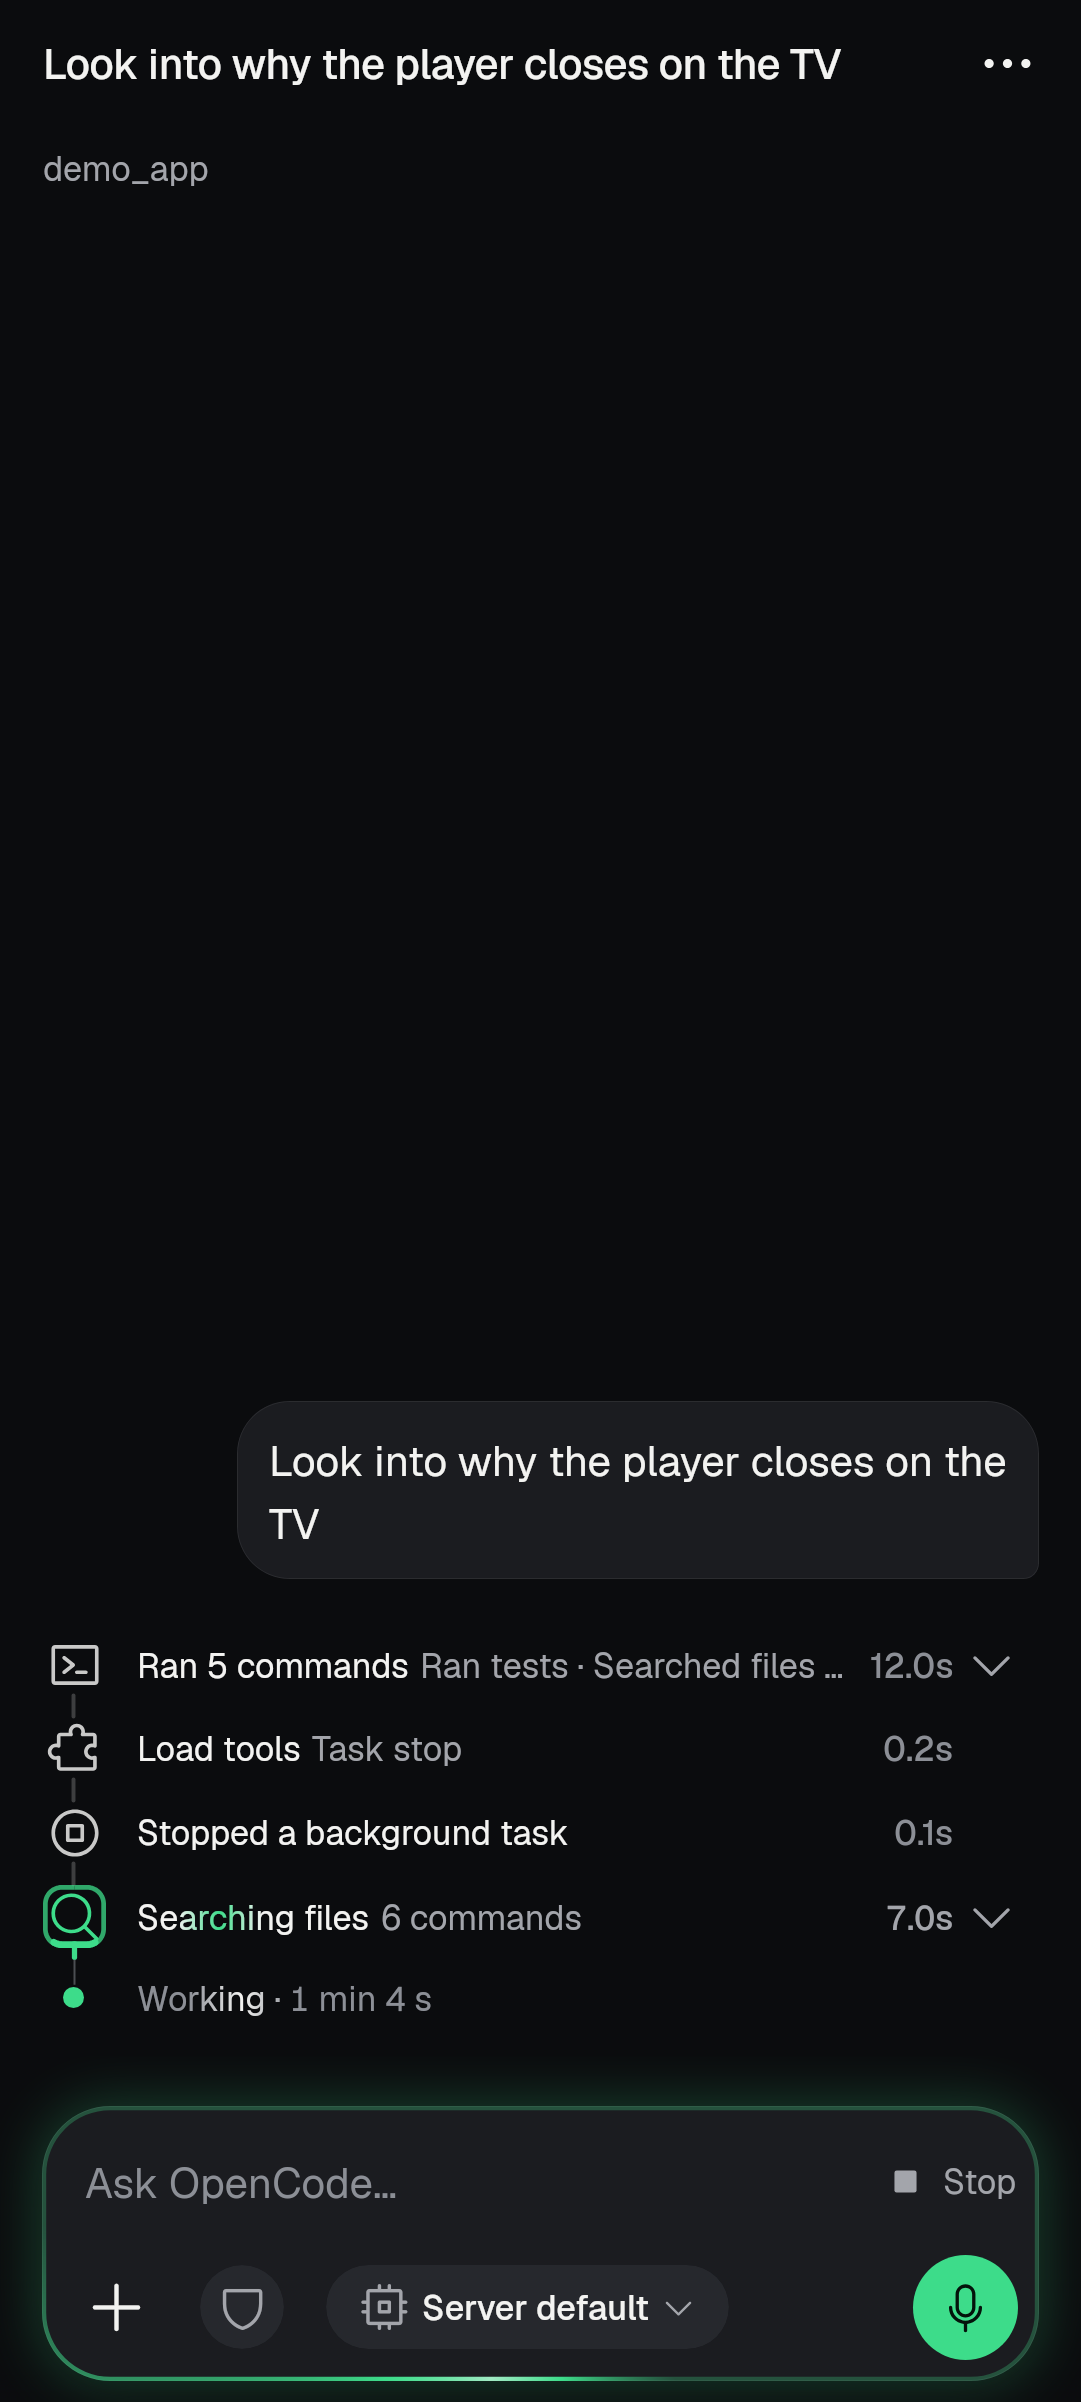 Look into why the player closes on the TV
demo_app
Look into why the player closes on the
TV
Ran 5 commands Ran tests · Searched files ... 12.0s
Load tools Task stop 0.2s
Stopped a background task 0.1s
Searching files 6 commands 7.0s
Working · 1 min 4 s
Ask OpenCode... Stop
Server default